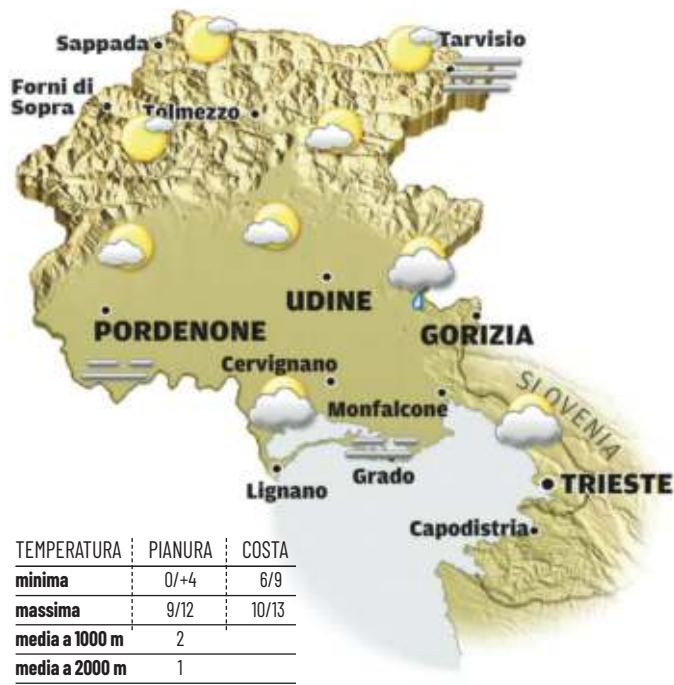 Sappada
Tarvisio
Forni di
Sopra
Tolmezzo
UDINE
PORDENONE
GORIZIA
Cervignano
SLOVENIA
Monfalcone
Grado
Lignano
TRIESTE
Capodistria
TEMPERATURA PIANURA COSTA
minima 0/+4 6/9
massima 9/12 10/13
media a 1000 m 2
media a 2000 m 1